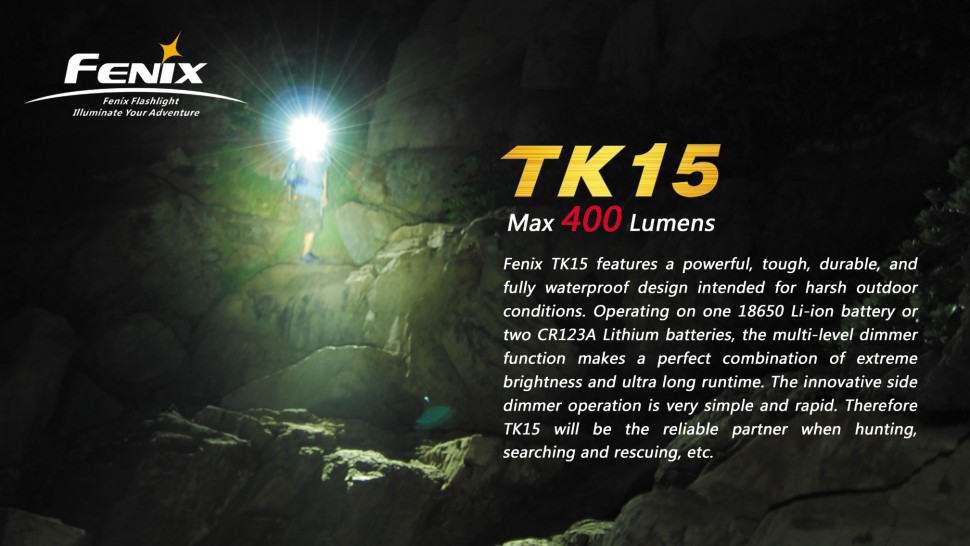 FENIX
Fenix Flashlight
Illuminate Your Adventure
TK15
Max 400 Lumens
Fenix TK15 features a powerful, tough, durable, and
fully waterproof design intended for harsh outdoor
conditions. Operating on one 18650 Li-ion battery or
two CR123A Lithium batteries, the multi-level dimmer
function makes a perfect combination of extreme
brightness and ultra long runtime. The innovative side
dimmer operation is very simple and rapid. Therefore
TK15 will be the reliable partner when hunting,
searching and rescuing, etc.